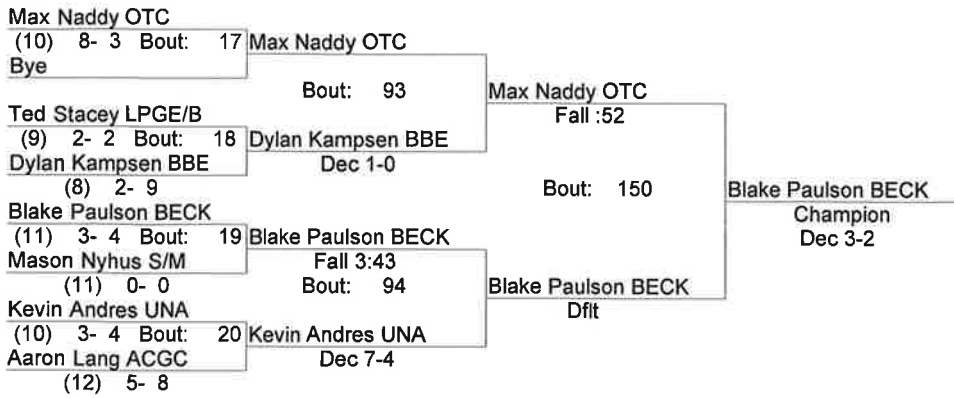 Max Naddy OTC
(10) 8- 3 Bout: 17 Max Naddy OTC
Bye
Bout: 93 Max Naddy OTC
Ted Stacey LPGE/B Fall :52
(9) 2- 2 Bout: 18 Dylan Kampsen BBE
Dylan Kampsen BBE Dec 1-0
(8) 2- 9 Bout: 150 Blake Paulson BECK
Blake Paulson BECK Champion
(11) 3- 4 Bout: 19 Blake Paulson BECK Dec 3-2
Mason Nyhus S/M Fall 3:43
(11) 0- 0 Bout: 94 Blake Paulson BECK
Kevin Andres UNA Dflt
(10) 3- 4 Bout: 20 Kevin Andres UNA
Aaron Lang ACGC Dec 7-4
(12) 5- 8